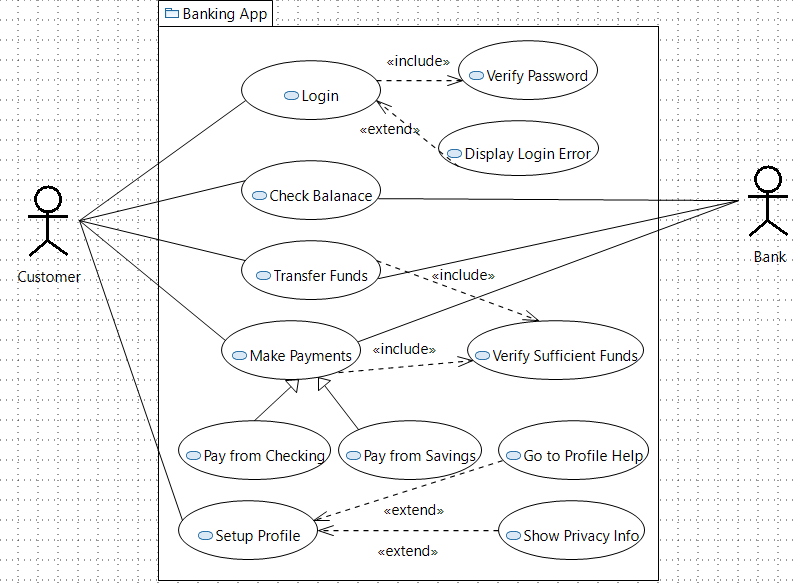 Banking App
«include»
Verify Password
Login
«extend»
Display Login Error
Check Balanace
Customer
Bank
Transfer Funds
«include»
Make Payments
«include»
Verify Sufficient Funds
Pay from Checking
Pay from Savings
Go to Profile Help
«extend»
Setup Profile
Show Privacy Info
«extend»